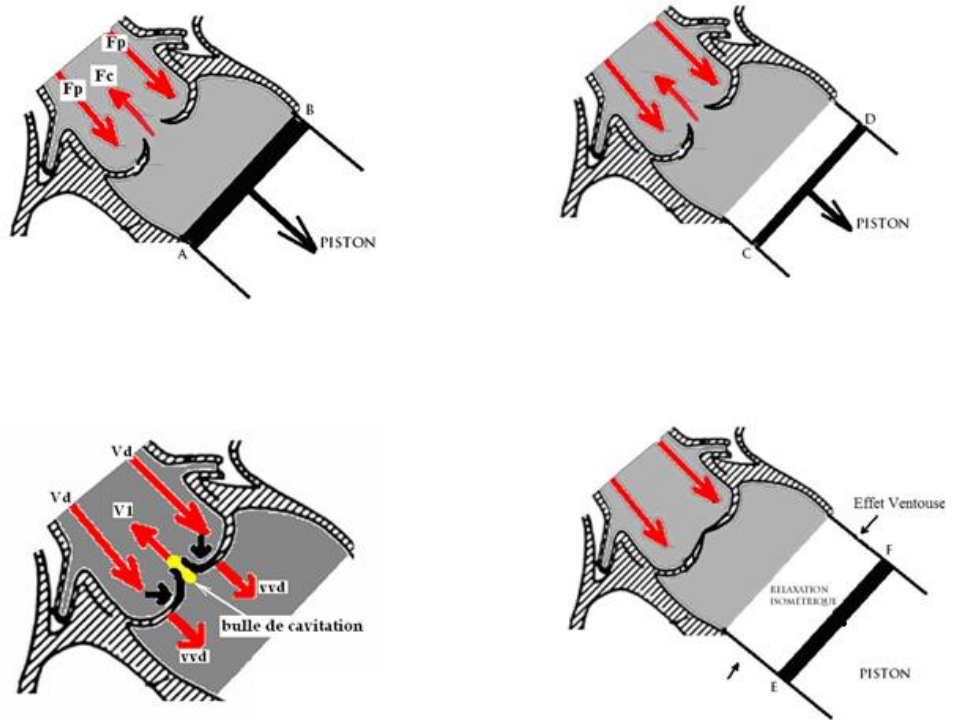 Fp
Fp
Fc
B
PISTON
A
D
PISTON
C
Vd
Vd
V1
vvd
bulle de cavitation
vvd
Effet Ventouse
F
RELAXATION
ISOMÉTRIQUE
PISTON
E